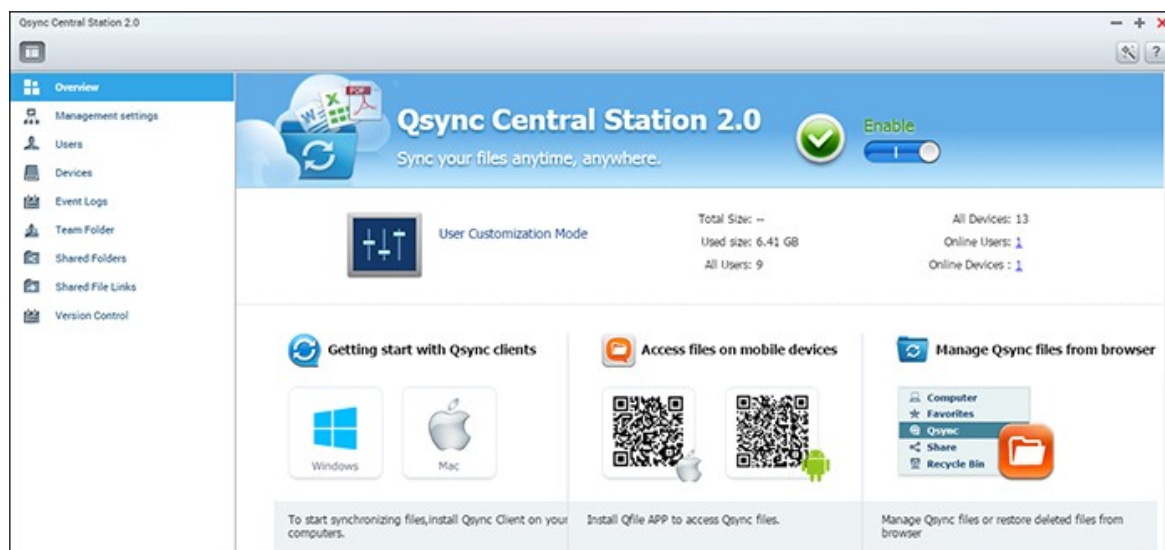 Qsync Central Station 2.0
?
Overview
Management settings
Users
Devices
Event Logs
Team Folder
Shared Folders
Shared File Links
Version Control
W X PDF
Qsync Central Station 2.0
Sync your files anytime, anywhere.
Enable
User Customization Mode
Total Size: --
Used size: 6.41 GB
All Users: 9
All Devices: 13
Online Users: 1
Online Devices : 1
Getting start with Qsync clients
Windows
Mac
To start synchronizing files,install Qsync Client on your
computers.
Access files on mobile devices
Install Qfile APP to access Qsync files.
Manage Qsync files from browser
Computer
Favorites
Qsync
Share
Recycle Bin
Manage Qsync files or restore deleted files from
browser